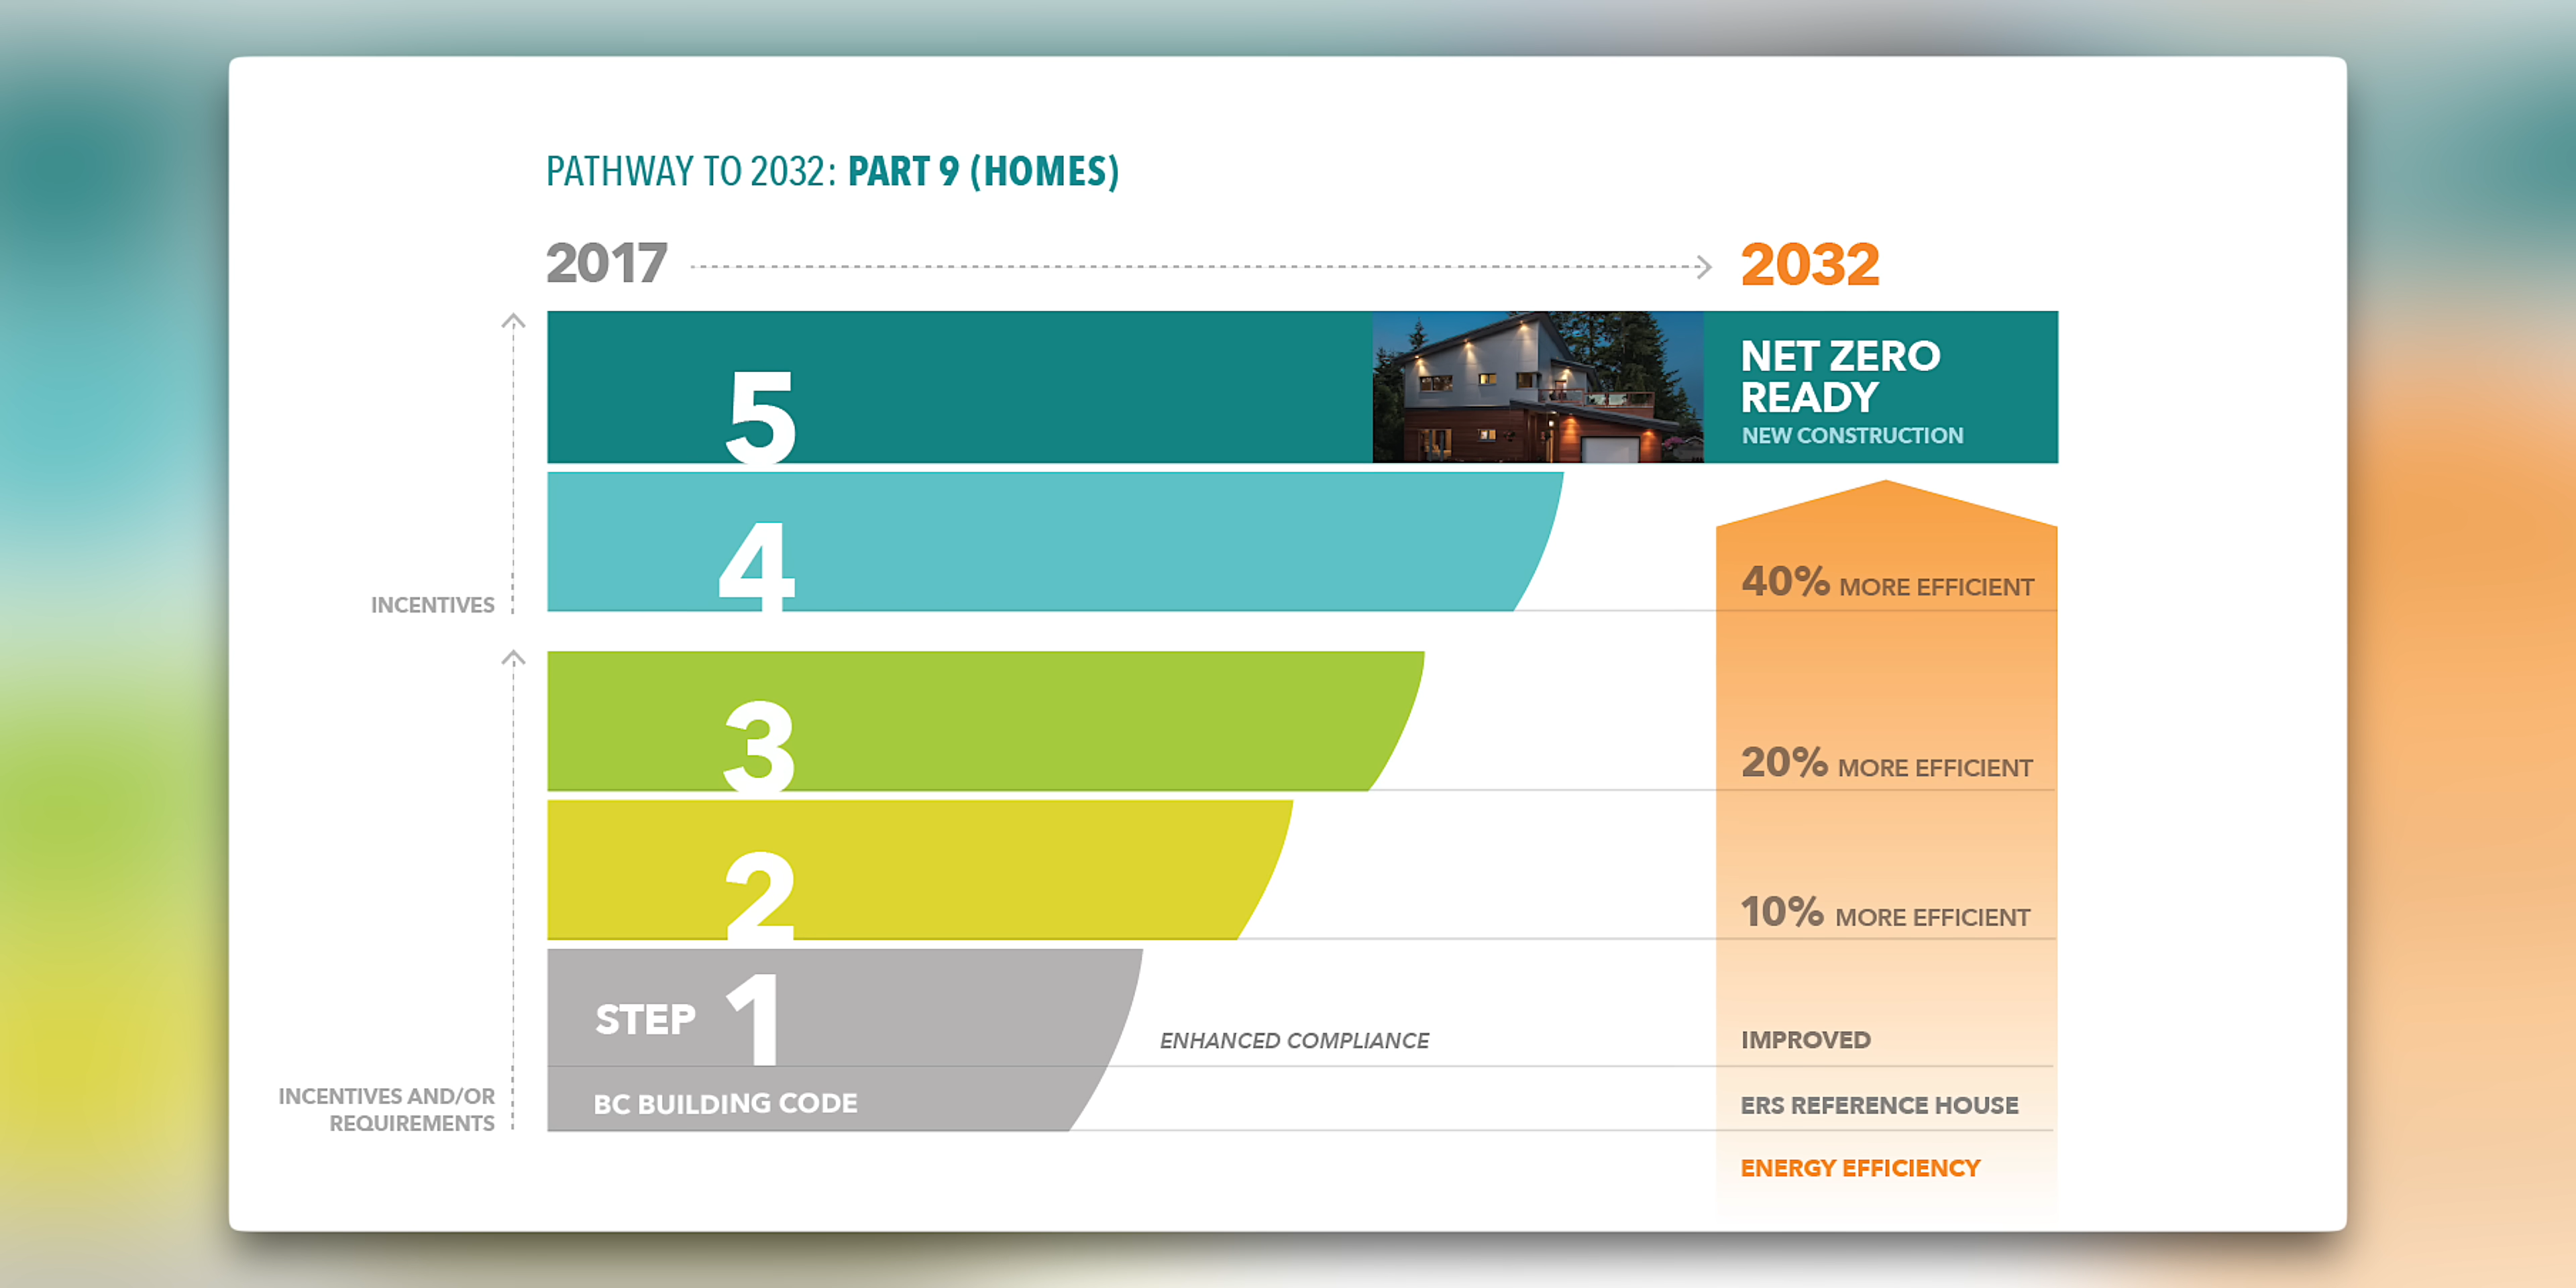 PATHWAY TO 2032: PART 9 (HOMES)
2017
2032
5
NET ZERO
READY
NEW CONSTRUCTION
4
40% MORE EFFICIENT
INCENTIVES
3
20% MORE EFFICIENT
2
10% MORE EFFICIENT
STEP 1
ENHANCED COMPLIANCE
IMPROVED
BC BUILDING CODE
ERS REFERENCE HOUSE
INCENTIVES AND/OR
REQUIREMENTS
ENERGY EFFICIENCY